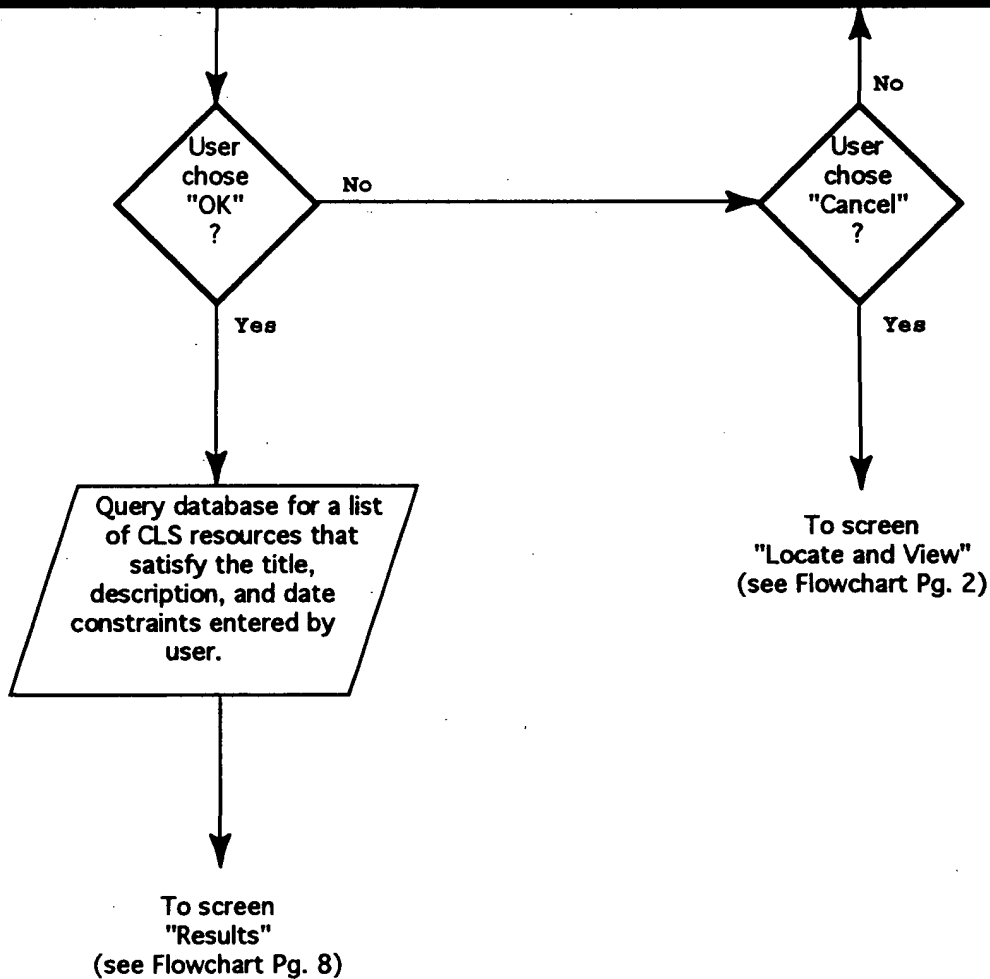 User
chose
"OK"
?
No
Yes
User
chose
"Cancel"
?
No
Yes
Query database for a list
of CLS resources that
satisfy the title,
description, and date
constraints entered by
user.
To screen
"Locate and View"
(see Flowchart Pg. 2)
To screen
"Results"
(see Flowchart Pg. 8)